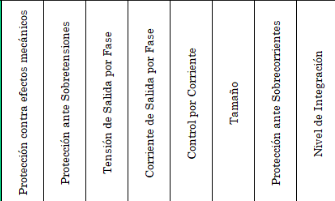 Protección contra efectos mecánicos
Protección ante Sobretensiones
Tensión de Salida por Fase
Corriente de Salida por Fase
Control por Corriente
Tamaño
Protección ante Sobrecorrientes
Nivel de Integración